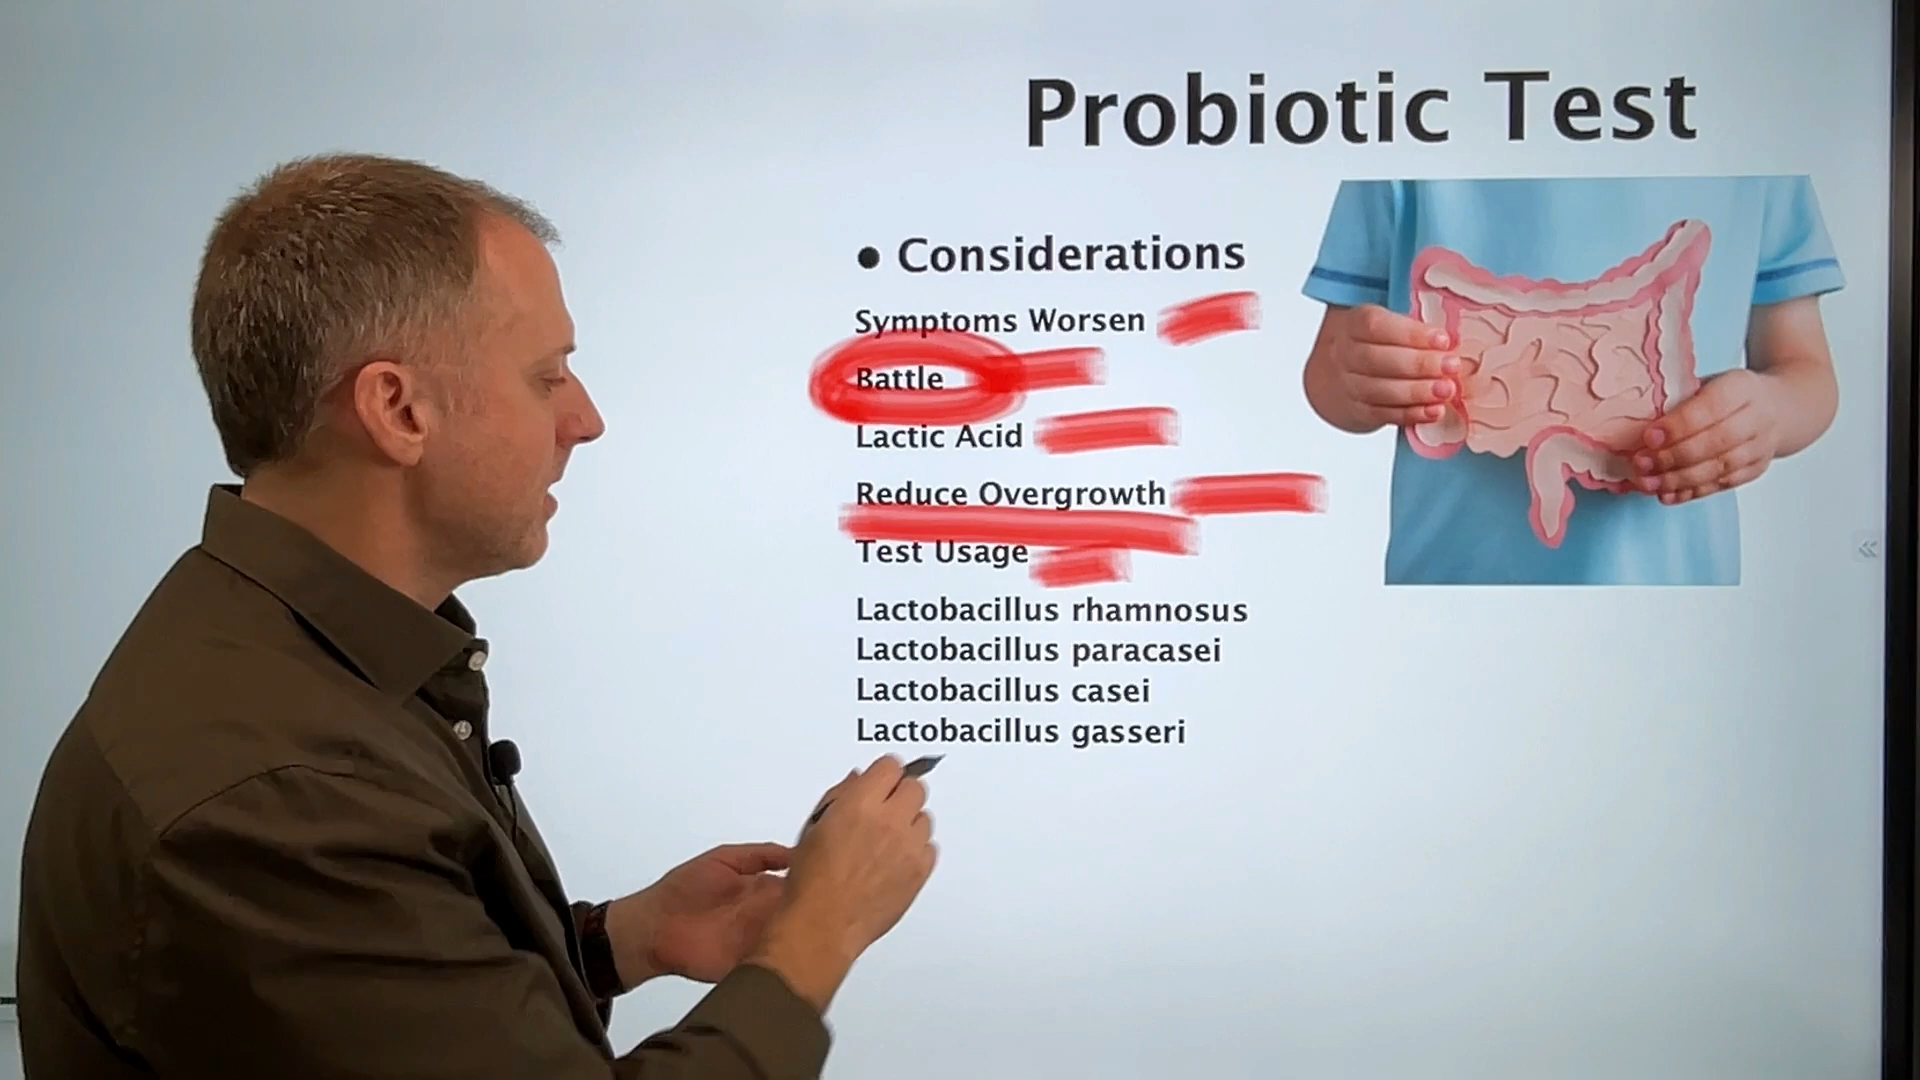 Probiotic Test
• Considerations
Symptoms Worsen
Battle
Lactic Acid
Reduce Overgrowth
Test Usage
Lactobacillus rhamnosus
Lactobacillus paracasei
Lactobacillus casei
Lactobacillus gasseri